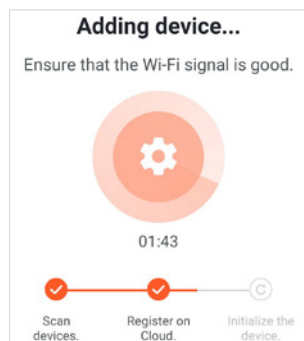 Adding device...
Ensure that the Wi-Fi signal is good.
01:43
Scan devices.
Register on Cloud.
Initialize the device.